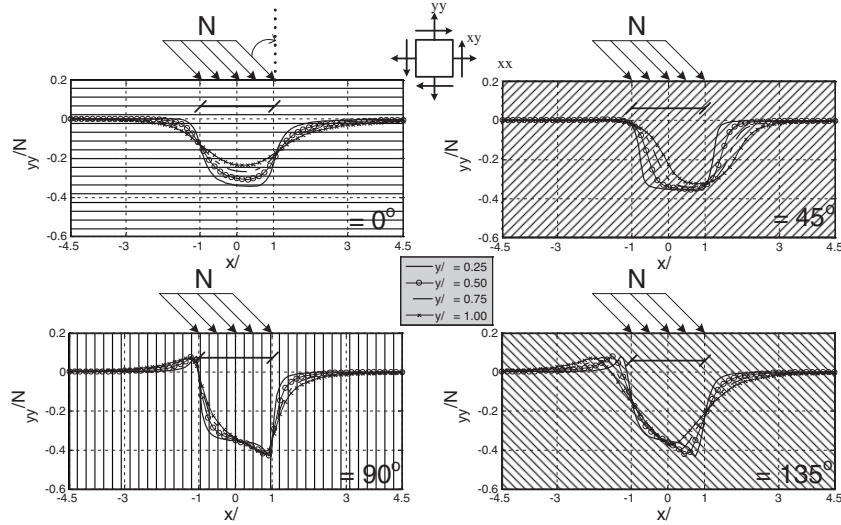 N
N
yy
xy
xx
0.2
0
-0.2
-0.4
-0.6
yy/N
-4.5 -3 -1 0 1 3 4.5
x/
= 0°
0.2
0
-0.2
-0.4
-0.6
yy/N
-4.5 -3 -1 0 1 3 4.5
x/
= 45°
y/ = 0.25
y/ = 0.50
y/ = 0.75
y/ = 1.00
N
N
0.2
0
-0.2
-0.4
-0.6
yy/N
-4.5 -3 -1 0 1 3 4.5
x/
= 90°
0.2
0
-0.2
-0.4
-0.6
yy/N
-4.5 -3 -1 0 1 3 4.5
x/
= 135°